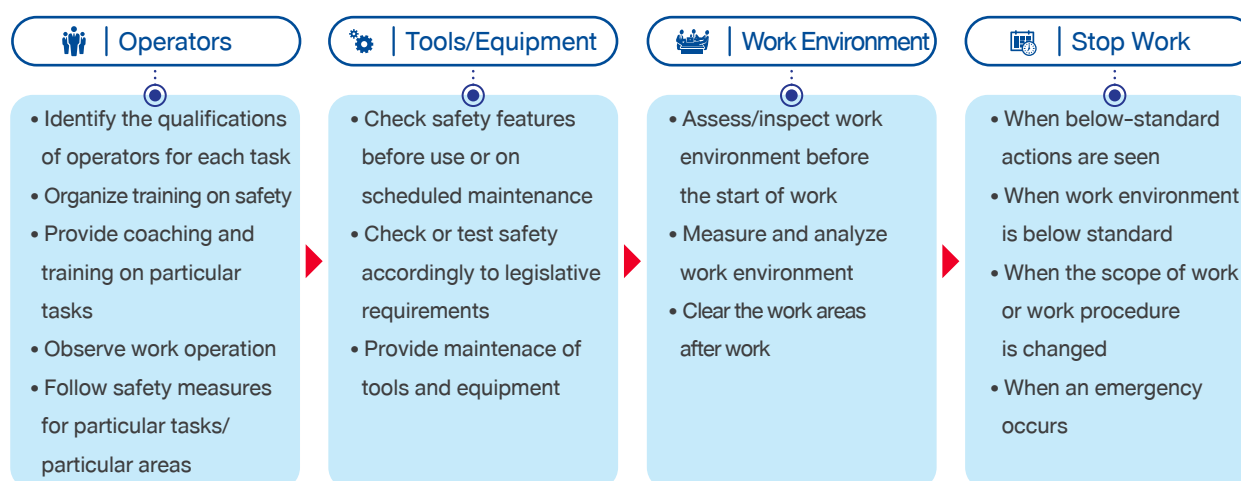 Operators
• Identify the qualifications
of operators for each task
• Organize training on safety
• Provide coaching and
training on particular
tasks
• Observe work operation
• Follow safety measures
for particular tasks/
particular areas
Tools/Equipment
• Check safety features
before use or on
scheduled maintenance
• Check or test safety
accordingly to legislative
requirements
• Provide maintenace of
tools and equipment
Work Environment
• Assess/inspect work
environment before
the start of work
• Measure and analyze
work environment
• Clear the work areas
after work
Stop Work
• When below-standard
actions are seen
• When work environment
is below standard
• When the scope of work
or work procedure
is changed
• When an emergency
occurs